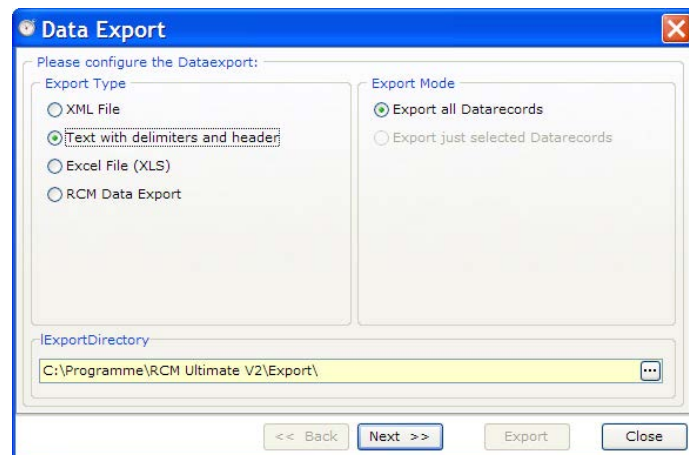 Data Export
Please configure the Dataexport:
Export Type
XML File
Text with delimiters and header
Excel File (XLS)
RCM Data Export
Export Mode
Export all Datarecords
Export just selected Datarecords
lExportDirectory
C:\Programme\RCM Ultimate V2\Export\
...
<< Back
Next >>
Export
Close